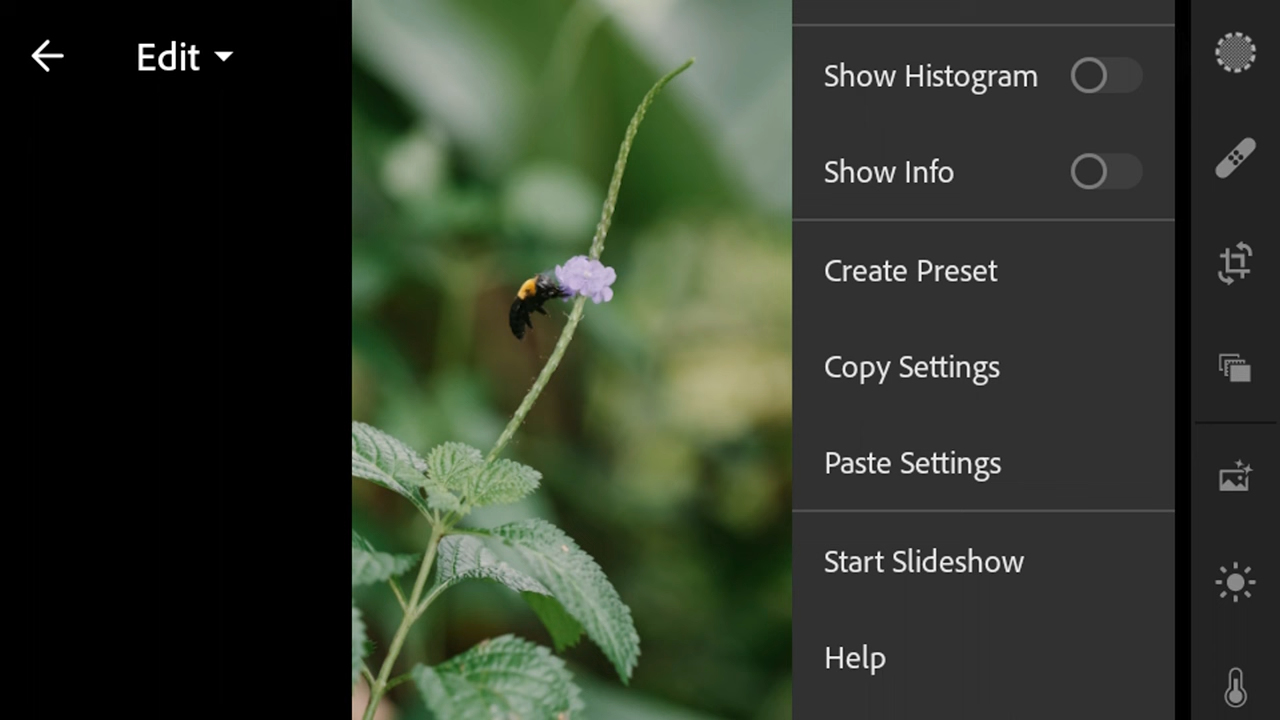 Edit
Show Histogram
Show Info
Create Preset
Copy Settings
Paste Settings
Start Slideshow
Help